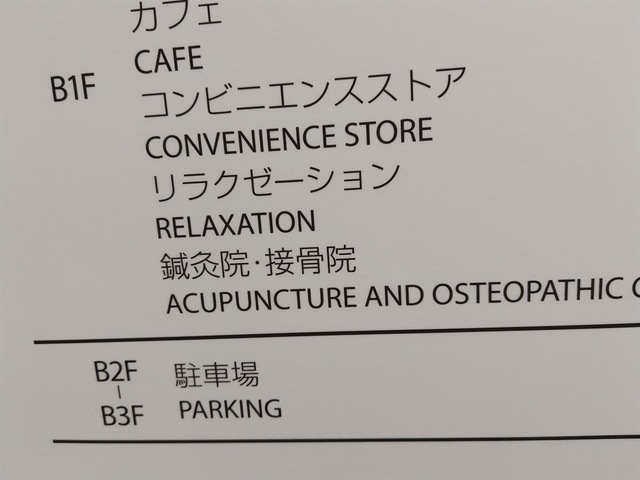 カフェ
CAFE
B1F
コンビニエンスストア
CONVENIENCE STORE
リラクゼーション
RELAXATION
鍼灸院・接骨院
ACUPUNCTURE AND OSTEOPATHIC
B2F 駐車場
|
B3F PARKING